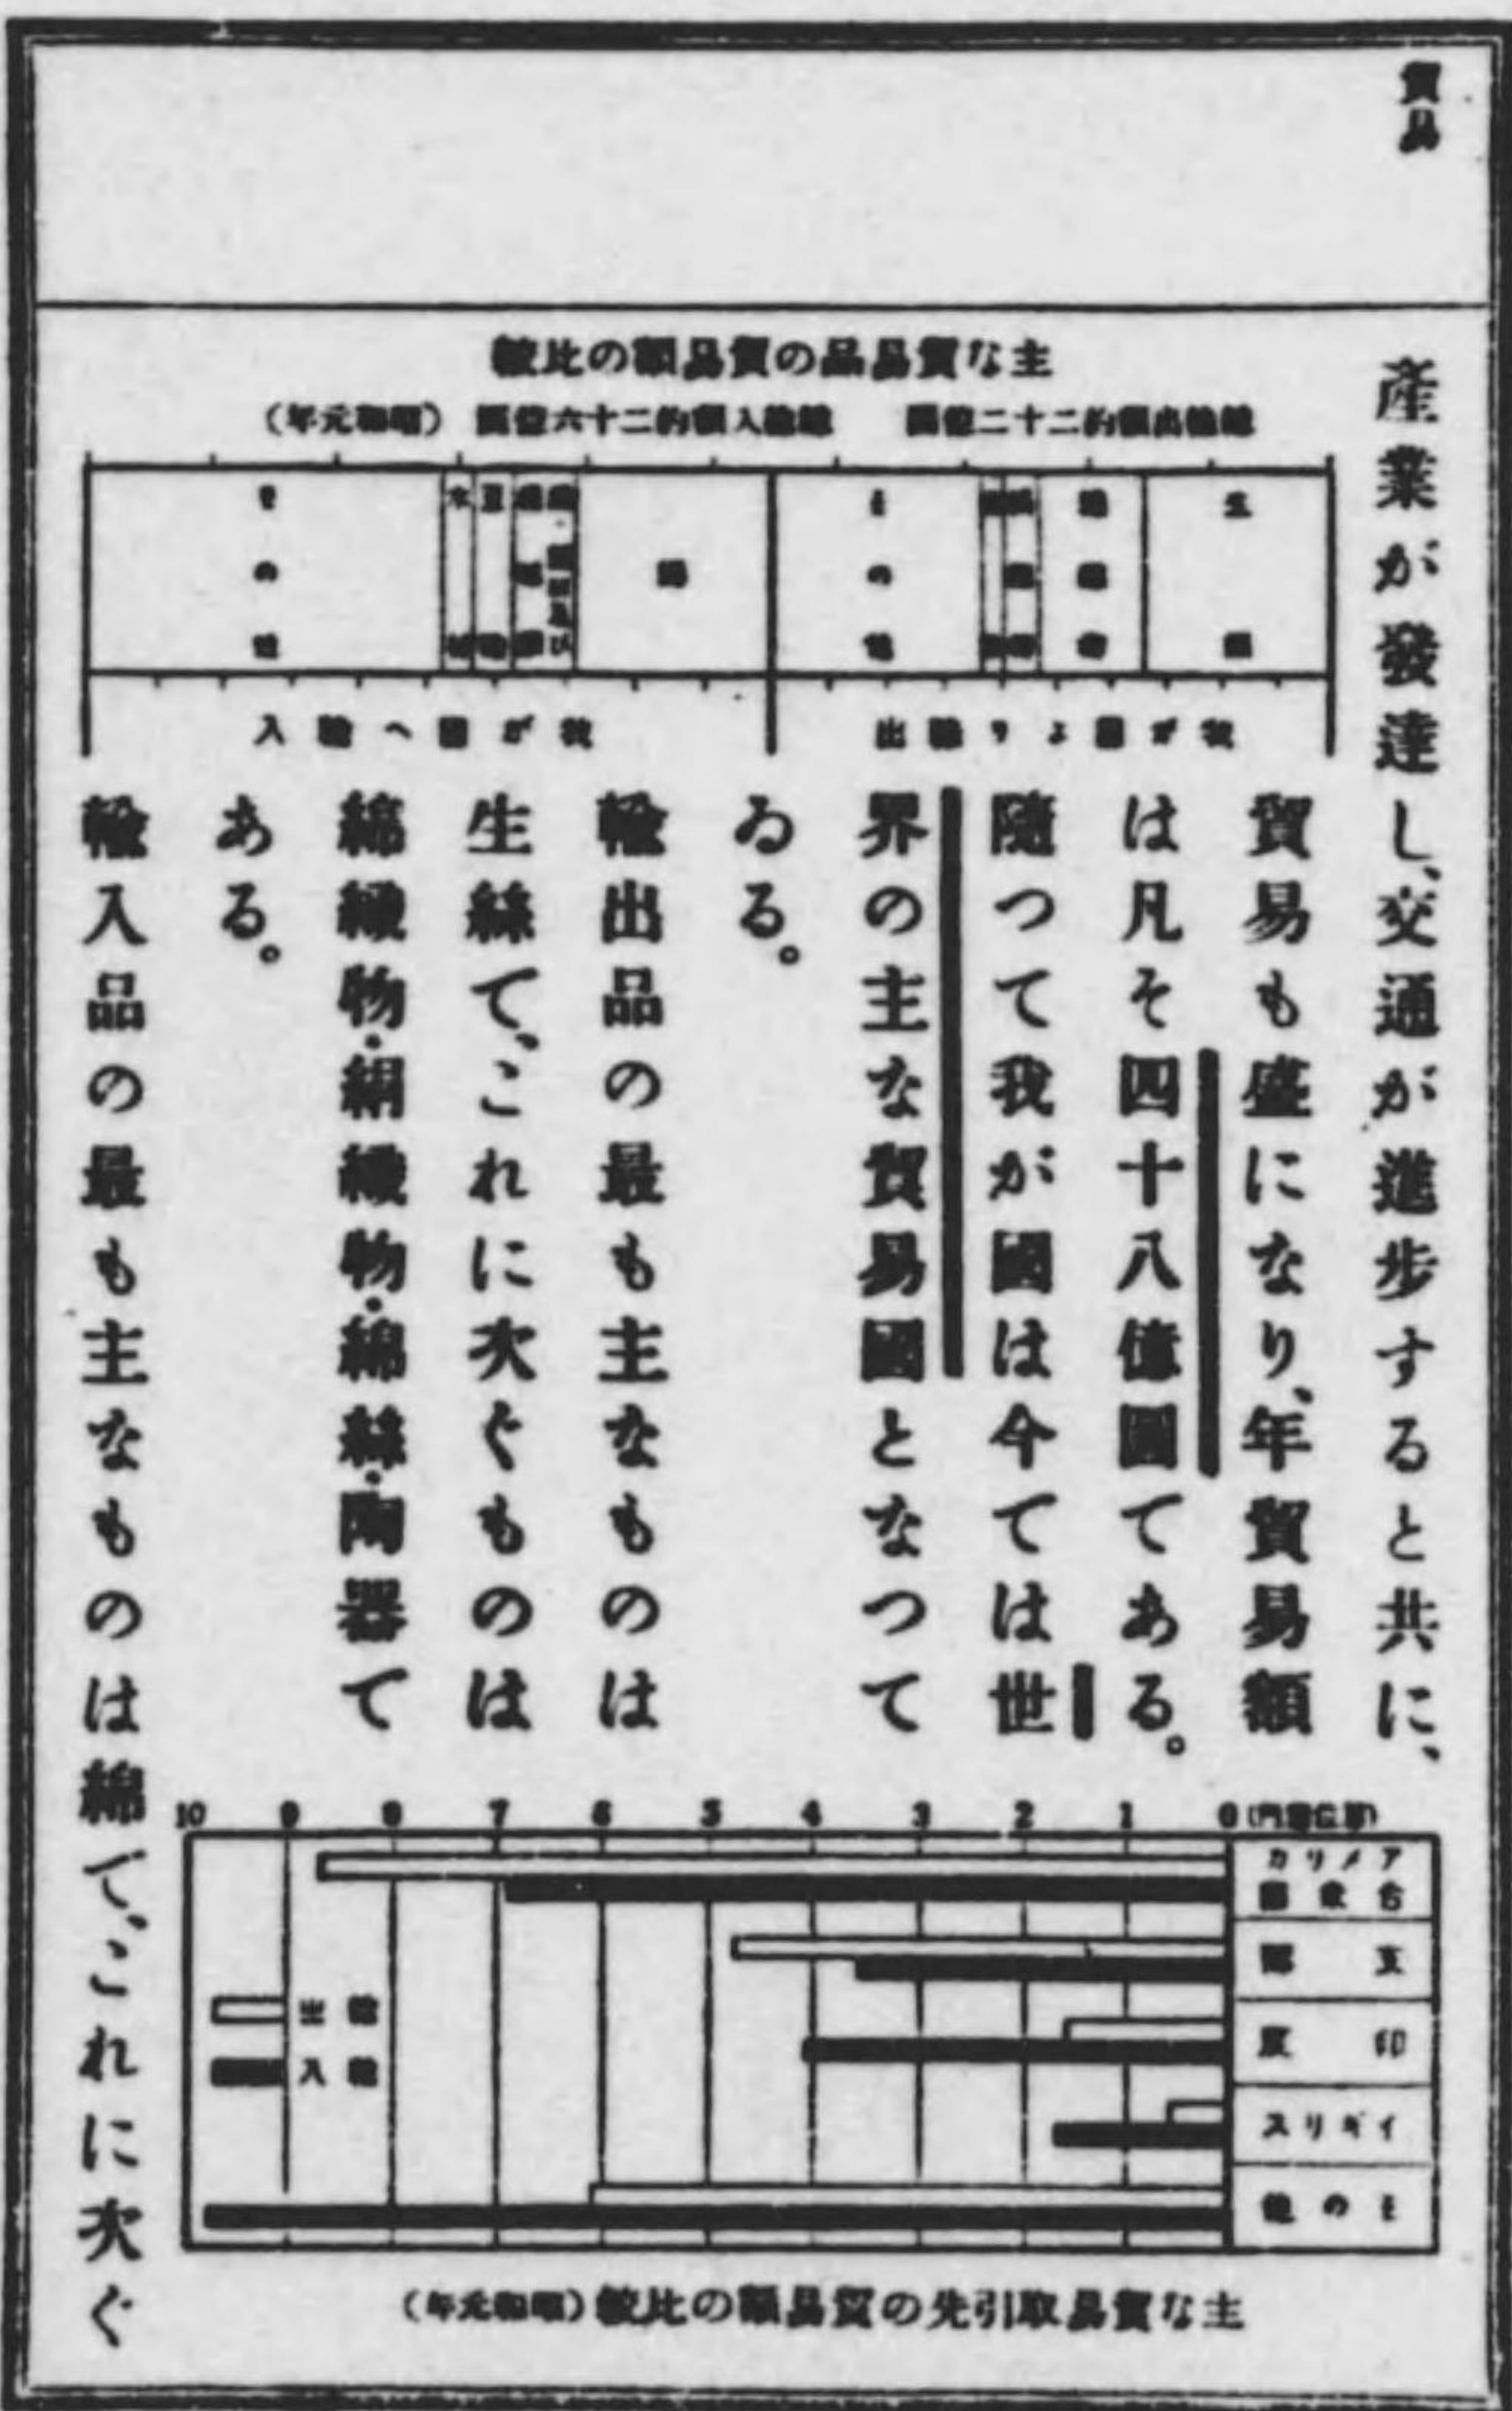 貿易
産業が發達し、交通が進步すると共に、
貿易も盛になり、年貿易額
は凡そ四十八億圓である。
隨つて我が國は今では世
界の主な貿易國となつて
ゐる。
輸出品の最も主なものは
生絲で、これに次ぐものは
綿織物・絹織物・綿絲・陶器で
ある。
輸入品の最も主なものは綿で、これに次ぐ
主な貿易品の貿易額の比較
總輸出額約二十二億圓
總輸入額約二十六億圓 (昭和元年)
生絲
その他
綿
豆
木
その他
我が國より輸出
我が國へ輸入
0 1 2 3 4 5 6 7 8 9 10
アメリカ
合衆國
支那
印度
イギリス
その他
輸出
輸入
主な貿易取引先の貿易額の比較 (昭和元年)